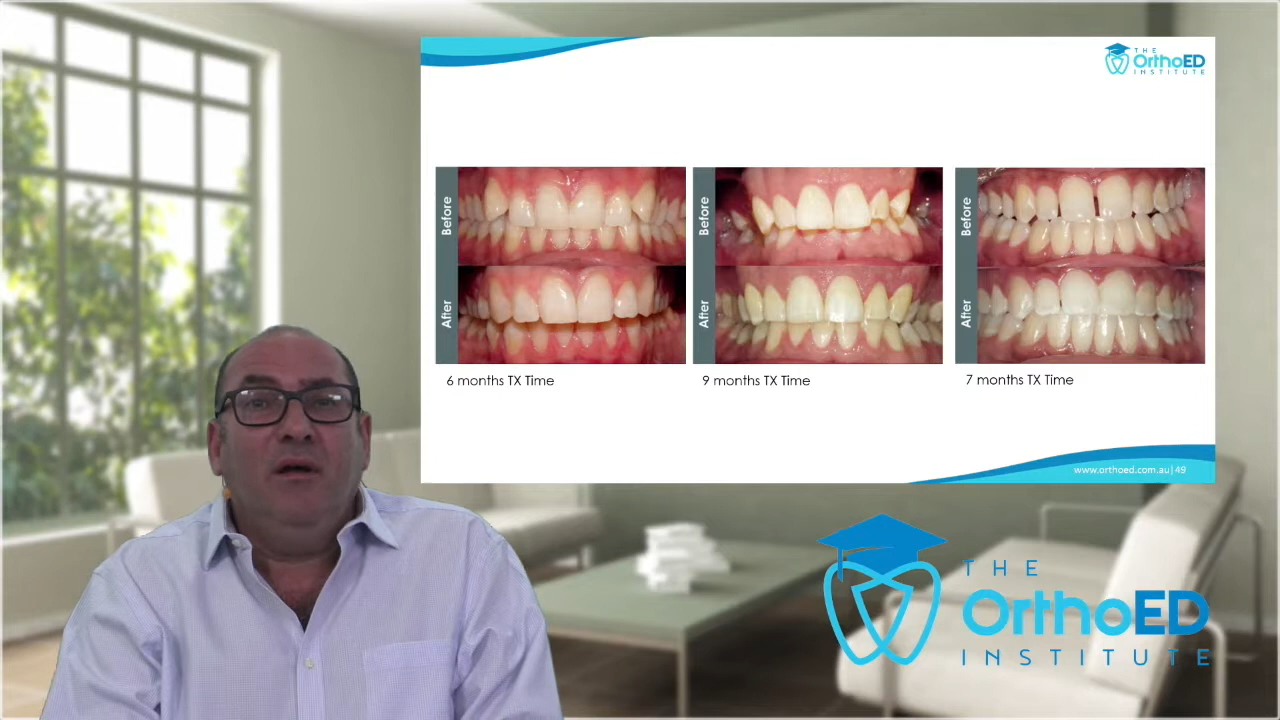 THE
OrthoED
INSTITUTE
Before
After
6 months TX Time
Before
After
9 months TX Time
Before
After
7 months TX Time
www.orthoed.com.au| 49
THE
OrthoED
INSTITUTE